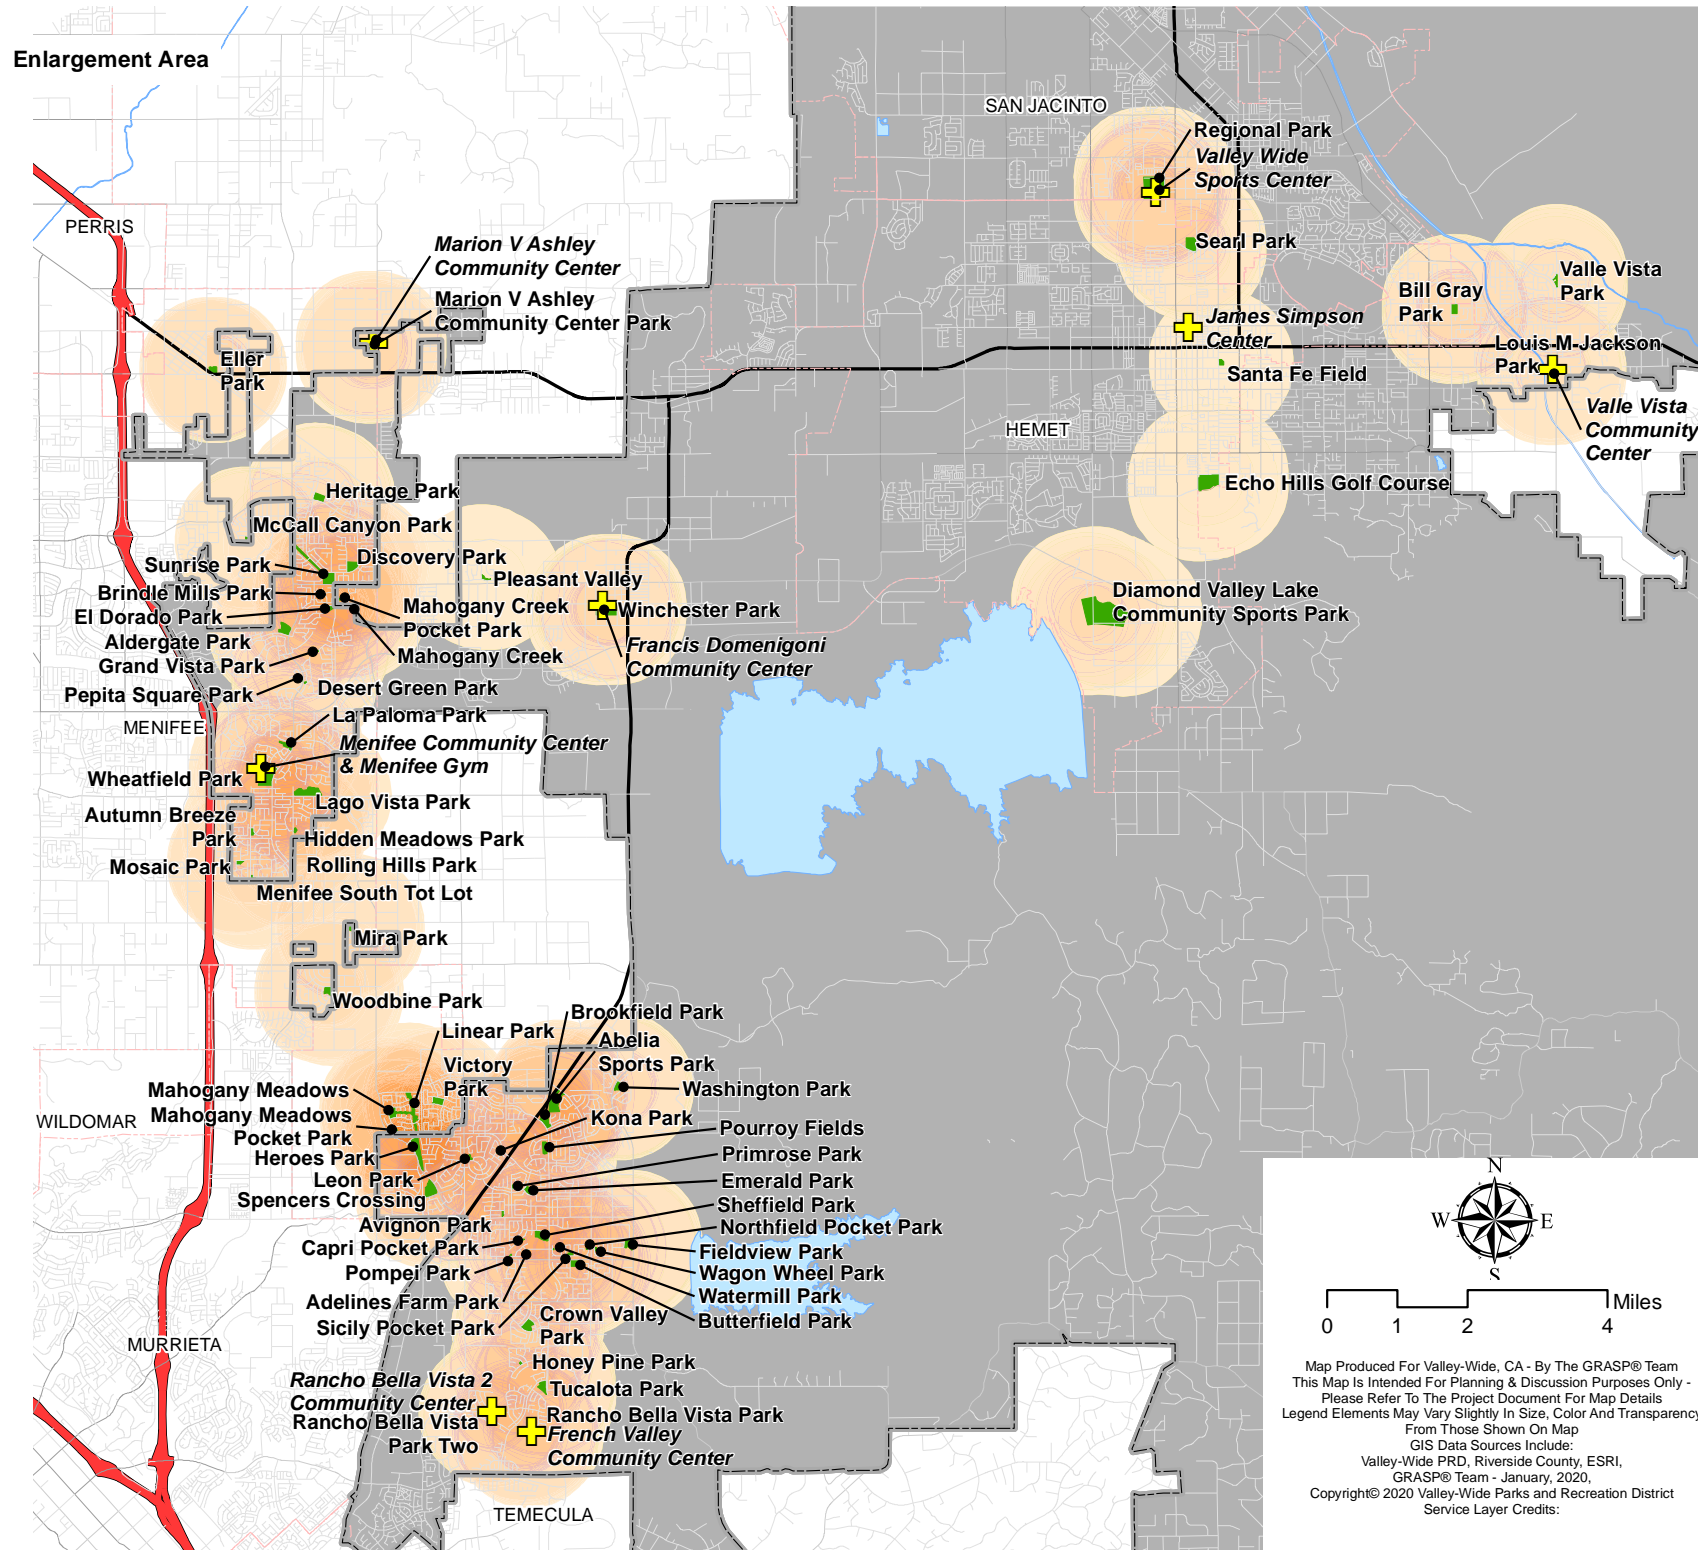 Enlargement Area
SAN JACINTO
Regional Park
Valley Wide
Sports Center
PERRIS
Marion V Ashley
Community Center
Searl Park
Valle Vista
Park
Bill Gray
Park
Marion V Ashley
Community Center Park
James Simpson
Center
Eller
Park
Louis M Jackson
Park
Santa Fe Field
Valle Vista
Community
Center
HEMET
Heritage Park
Echo Hills Golf Course
McCall Canyon Park
Discovery Park
Sunrise Park
Pleasant Valley
Brindle Mills Park
Diamond Valley Lake
Community Sports Park
El Dorado Park
Mahogany Creek
Pocket Park
Winchester Park
Aldergate Park
Mahogany Creek
Francis Domenigoni
Community Center
Grand Vista Park
Pepita Square Park
Desert Green Park
La Paloma Park
MENIFEE
Menifee Community Center
& Menifee Gym
Wheatfield Park
Lago Vista Park
Autumn Breeze
Park
Hidden Meadows Park
Mosaic Park
Rolling Hills Park
Menifee South Tot Lot
Mira Park
Woodbine Park
Brookfield Park
Linear Park
Abelia
Sports Park
Victory
Park
Washington Park
Mahogany Meadows
Mahogany Meadows
Pocket Park
WILDOMAR
Kona Park
Pourroy Fields
Heroes Park
Primrose Park
Leon Park
Emerald Park
Spencers Crossing
Sheffield Park
Avignon Park
Northfield Pocket Park
Capri Pocket Park
Fieldview Park
Pompei Park
Wagon Wheel Park
Adelines Farm Park
Watermill Park
Sicily Pocket Park
Crown Valley
Park
Butterfield Park
MURRIETA
Honey Pine Park
Rancho Bella Vista 2
Community Center
Tucalota Park
Rancho Bella Vista
Park Two
Rancho Bella Vista Park
French Valley
Community Center
TEMECULA
N
W
E
S
Miles
0 1 2 4
Map Produced For Valley-Wide, CA - By The GRASP® Team
This Map Is Intended For Planning & Discussion Purposes Only -
Please Refer To The Project Document For Map Details
Legend Elements May Vary Slightly In Size, Color And Transparency
From Those Shown On Map
GIS Data Sources Include:
Valley-Wide PRD, Riverside County, ESRI,
GRASP® Team - January, 2020,
Copyright© 2020 Valley-Wide Parks and Recreation District
Service Layer Credits: